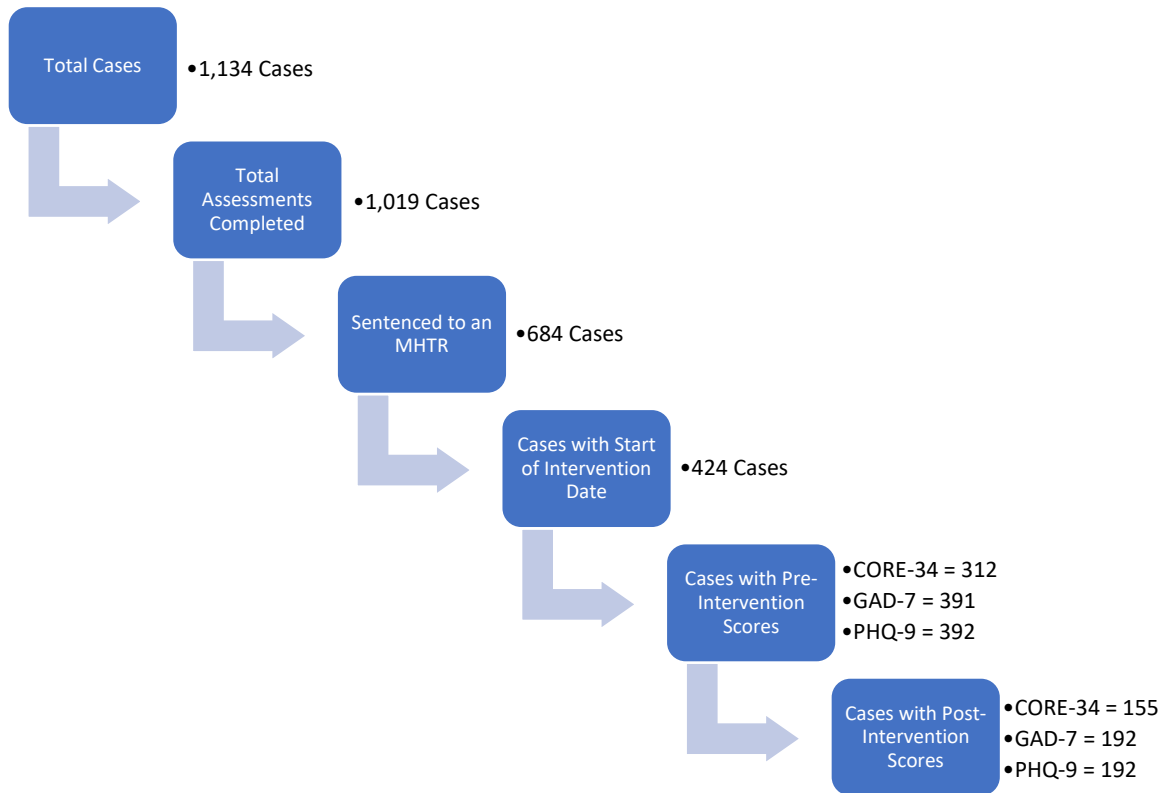 Total Cases
•1,134 Cases
Total
Assessments
Completed
•1,019 Cases
Sentenced to an
MHTR
•684 Cases
Cases with Start
of Intervention
Date
•424 Cases
Cases with Pre-
Intervention
Scores
•CORE-34 = 312
•GAD-7 = 391
•PHQ-9 = 392
Cases with Post-
Intervention
Scores
•CORE-34 = 155
•GAD-7 = 192
•PHQ-9 = 192